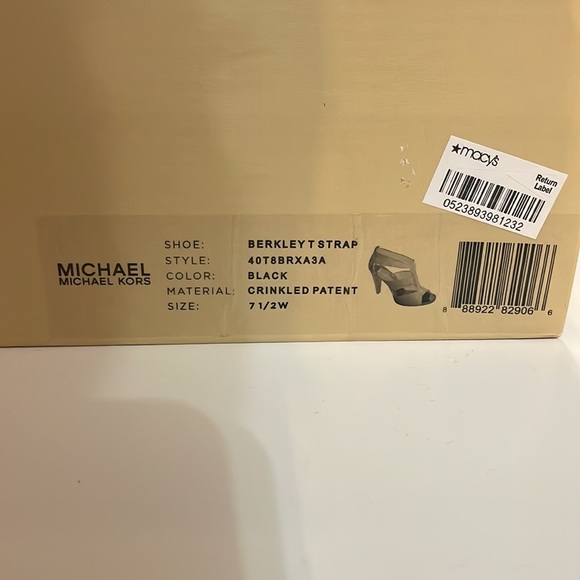 ★macy's
Return
Label
0523893981232
MICHAEL
MICHAEL KORS
SHOE: BERKLEY T STRAP
STYLE: 40T8BRXA3A
COLOR: BLACK
MATERIAL: CRINKLED PATENT
SIZE: 7 1/2W
8 88922 82906 6